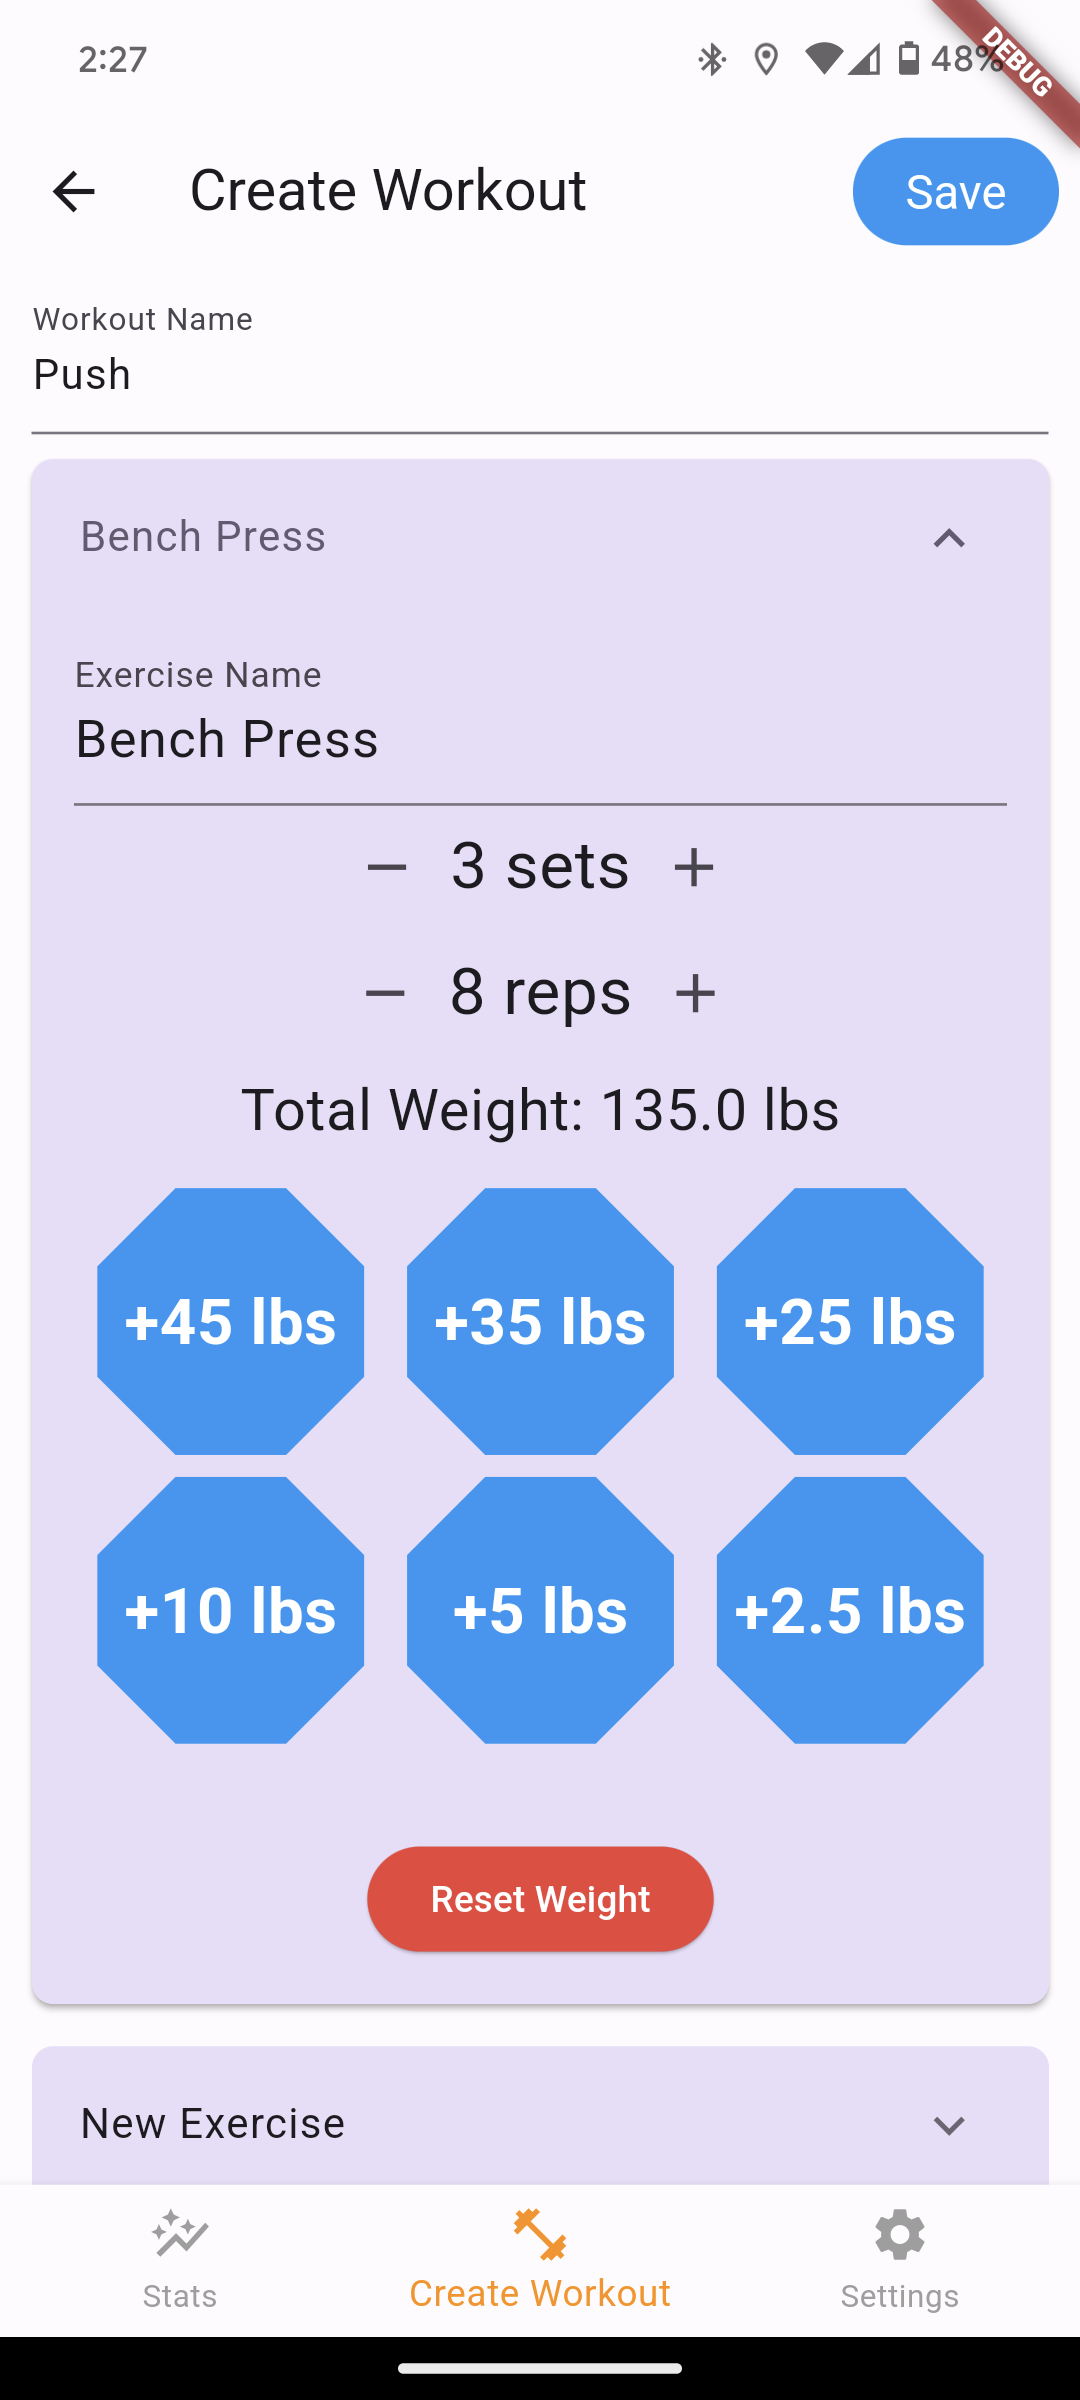 2:27
48%
DEBUG
Create Workout
Save
Workout Name
Push
Bench Press
Exercise Name
Bench Press
3 sets
8 reps
Total Weight: 135.0 lbs
+45 lbs
+35 lbs
+25 lbs
+10 lbs
+5 lbs
+2.5 lbs
Reset Weight
New Exercise
Stats
Create Workout
Settings